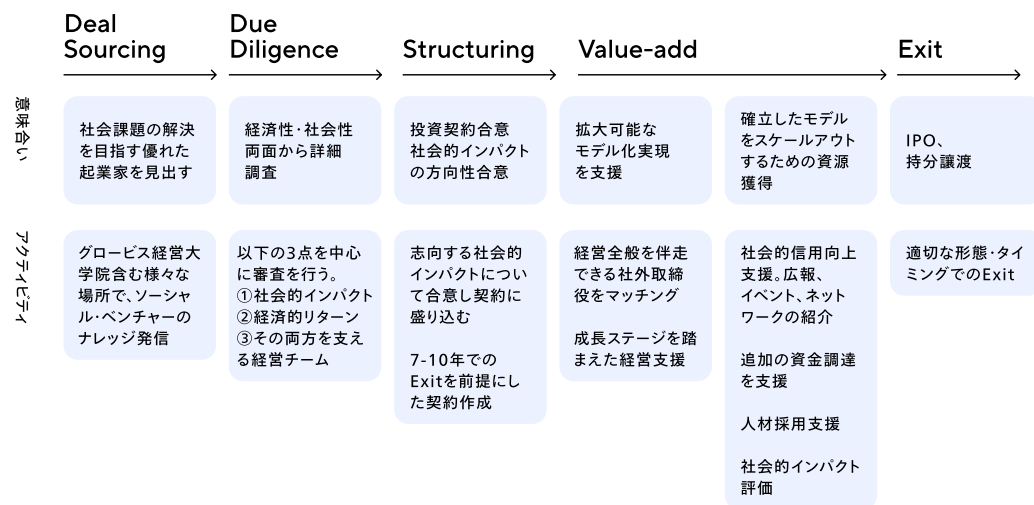 Deal
Sourcing
Due
Diligence
Structuring
Value-add
Exit
意味合い
社会課題の解決
を目指す優れた
起業家を見出す
経済性・社会性
両面から詳細
調査
投資契約合意
社会的インパクト
の方向性合意
拡大可能な
モデル化実現
を支援
確立したモデル
をスケールアウト
するための資源
獲得
IPO、
持分譲渡
アクティビティ
グロービス経営大
学院含む様々な
場所で、ソーシャ
ル・ベンチャーの
ナレッジ発信
以下の3点を中心
に審査を行う。
①社会的インパクト
②経済的リターン
③その両方を支え
る経営チーム
志向する社会的
インパクトについ
て合意し契約に
盛り込む
7-10年での
Exitを前提にし
た契約作成
経営全般を伴走
できる社外取締
役をマッチング
成長ステージを踏
まえた経営支援
社会的信用向上
支援。広報、
イベント、ネット
ワークの紹介
追加の資金調達
を支援
人材採用支援
社会的インパクト
評価
適切な形態・タイ
ミングでのExit